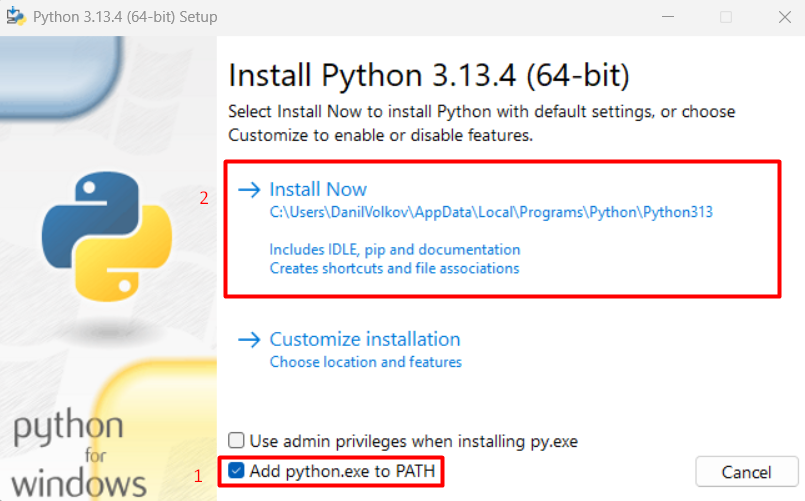 Python 3.13.4 (64-bit) Setup
Install Python 3.13.4 (64-bit)
Select Install Now to install Python with default settings, or choose
Customize to enable or disable features.
2
Install Now
C:\Users\DanilVolkov\AppData\Local\Programs\Python\Python313
Includes IDLE, pip and documentation
Creates shortcuts and file associations
Customize installation
Choose location and features
python
for
windows
Use admin privileges when installing py.exe
1
Add python.exe to PATH
Cancel